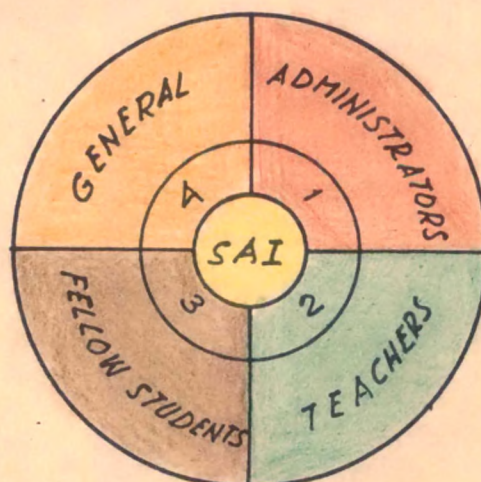 GENERAL
ADMINISTRATORS
4
1
SAI
3
2
FELLOW STUDENTS
TEACHERS